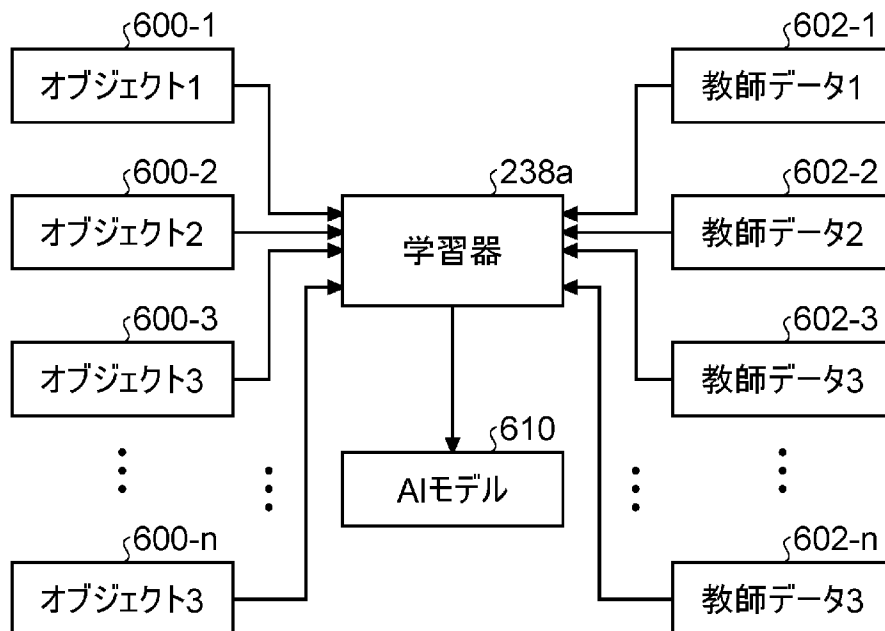 600-1
オブジェクト1
600-2
オブジェクト2
600-3
オブジェクト3
600-n
オブジェクト3
238a
学習器
610
AIモデル
602-1
教師データ1
602-2
教師データ2
602-3
教師データ3
602-n
教師データ3